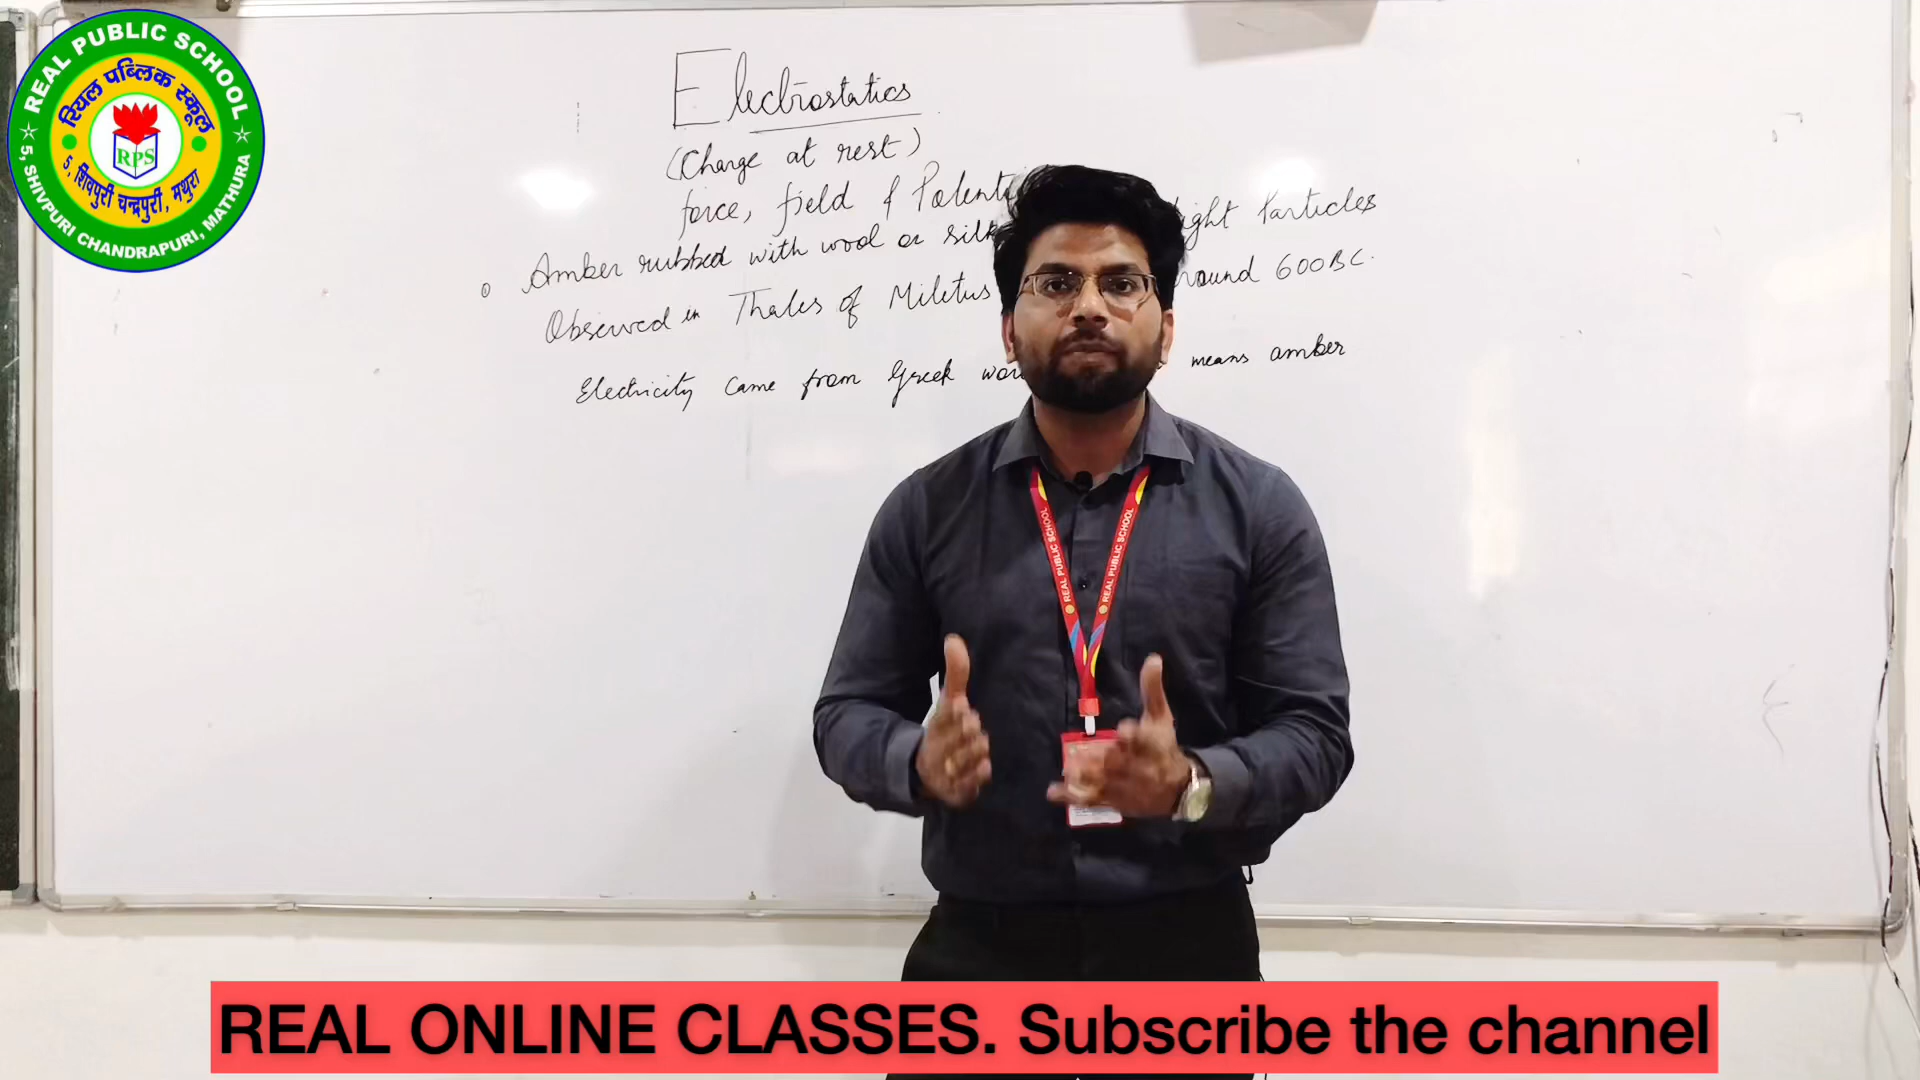 REAL PUBLIC SCHOOL
रियल पब्लिक स्कूल
RPS
5, शिवपुरी चन्द्रपुरी, मथुरा
5, SHIVPURI CHANDRAPURI, MATHURA
Electrostatics
(Charge at rest)
force, field & Potenti
Amber rubbed with wool or silk light Particles
Observed in Thales of Miletus round 600BC.
Electricity came from Greek wor means amber
REAL PUBLIC SCHOOL
REAL PUBLIC SCHOOL
REAL ONLINE CLASSES. Subscribe the channel